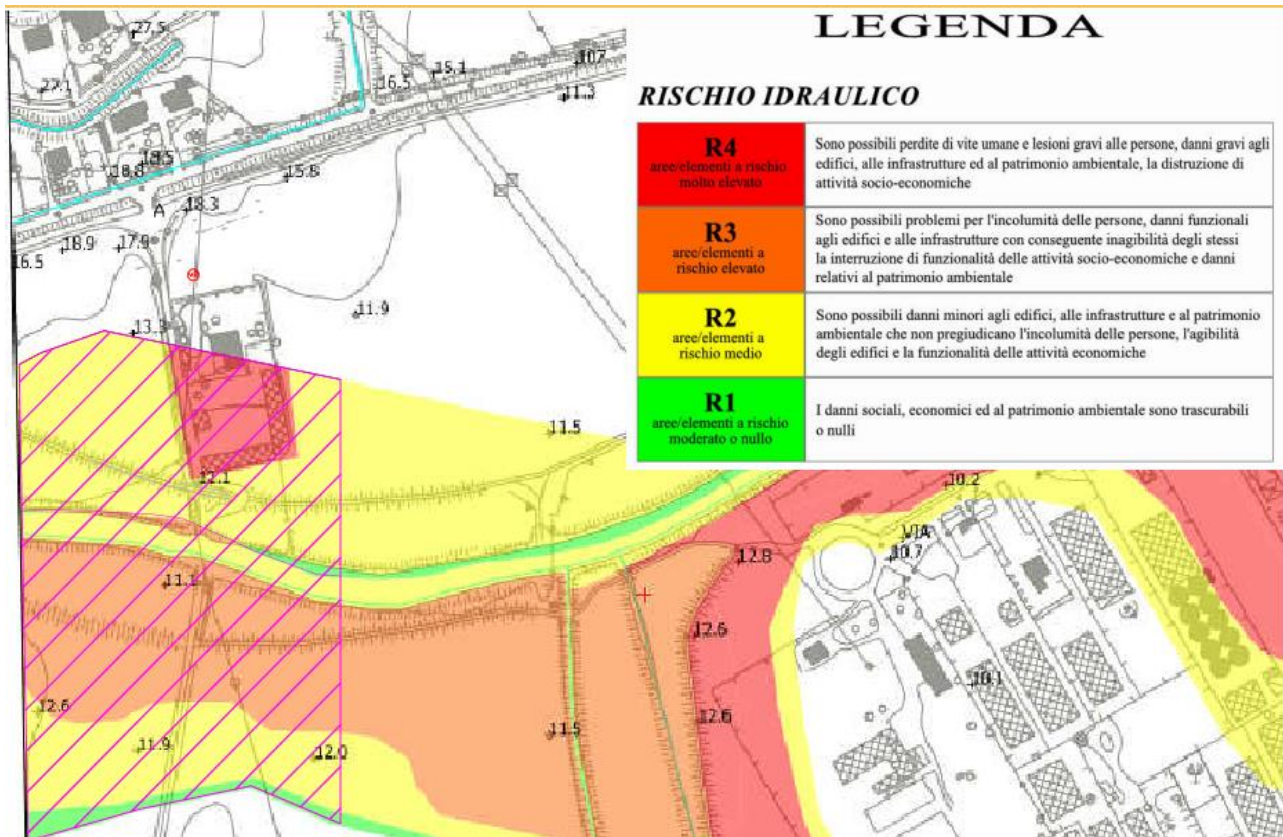 LEGENDA
RISCHIO IDRAULICO
R4
aree/elementi a rischio
molto elevato
Sono possibili perdite di vite umane e lesioni gravi alle persone, danni gravi agli
edifici, alle infrastrutture ed al patrimonio ambientale, la distruzione di
attività socio-economiche
R3
aree/elementi a
rischio elevato
Sono possibili problemi per l'incolumità delle persone, danni funzionali
agli edifici e alle infrastrutture con conseguente inagibilità degli stessi
la interruzione di funzionalità delle attività socio-economiche e danni
relativi al patrimonio ambientale
R2
aree/elementi a
rischio medio
Sono possibili danni minori agli edifici, alle infrastrutture e al patrimonio
ambientale che non pregiudicano l'incolumità delle persone, l'agibilità
degli edifici e la funzionalità delle attività economiche
R1
aree/elementi a rischio
moderato o nullo
I danni sociali, economici ed al patrimonio ambientale sono trascurabili
o nulli
27.5
27.1
15.1
16.5
11.3
18.8
15.8
A
18.3
18.9
17.9
16.5
11.9
13.3
11.5
12.1
10.2
VIA
10.7
12.8
11.1
12.6
12.6
12.6
11.5
11.9
12.0